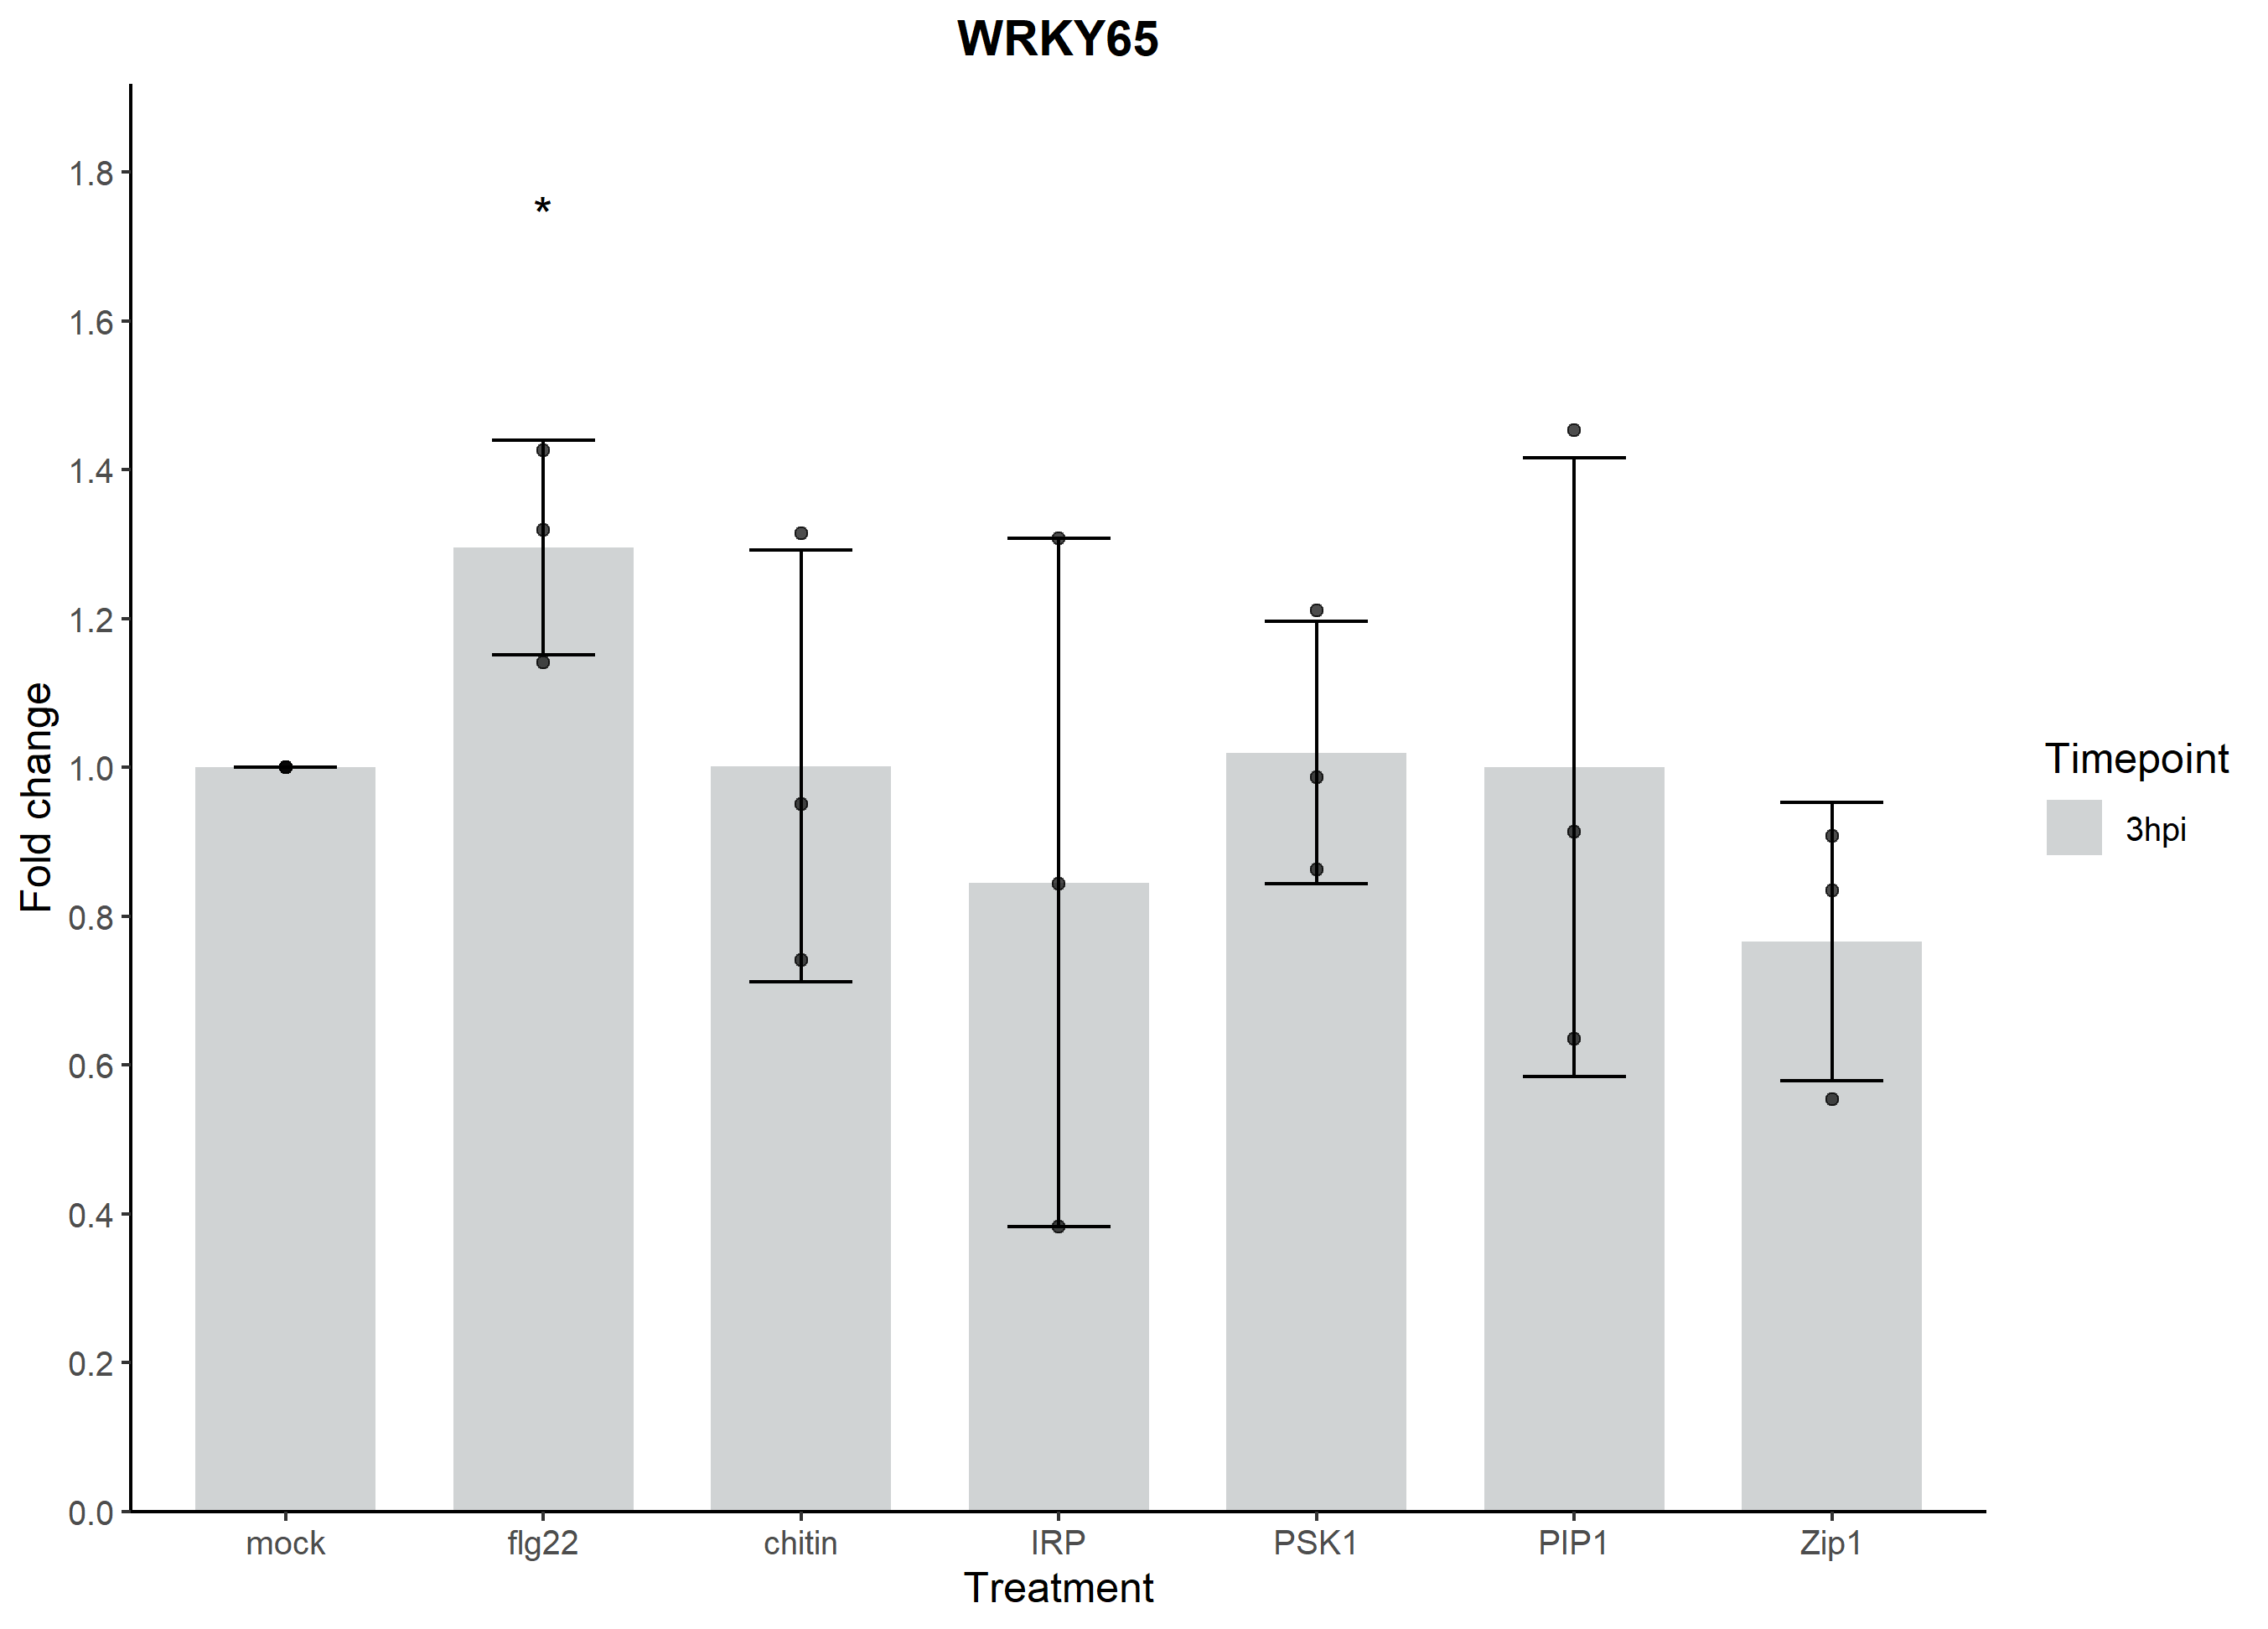 WRKY65
*
1.8
1.6
1.4
1.2
1.0
0.8
0.6
0.4
0.2
0.0
Fold change
mock flg22 chitin IRP PSK1 PIP1 Zip1
Treatment
Timepoint
3hpi